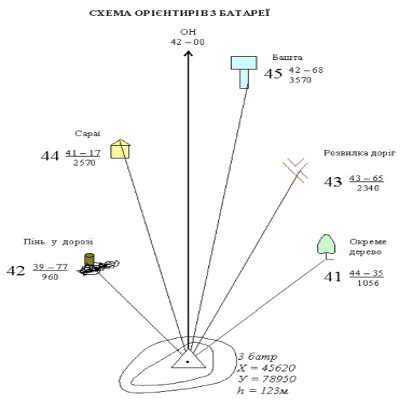 СХЕМА ОРІЄНТИРІВ З БАТАРЕЇ
ОН
42 – 00
Башта
45 42 – 68
3570
Сараї
44 41 – 17
2570
Розвилка доріг
43 43 – 65
2340
Пінь у дорозі
42 39 – 77
960
Окреме
дерево
41 44 – 35
1056
3 батр
Х = 45620
У = 78950
h = 123м